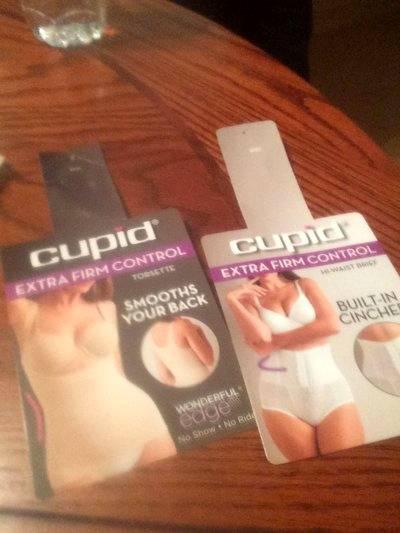 cupid®
EXTRA FIRM CONTROL
TORSETTE
SMOOTHS
YOUR BACK
WONDERFUL
edge
No Show • No Ride
cupid®
EXTRA FIRM CONTROL
HI-WAIST BRIEF
BUILT-IN
CINCHE